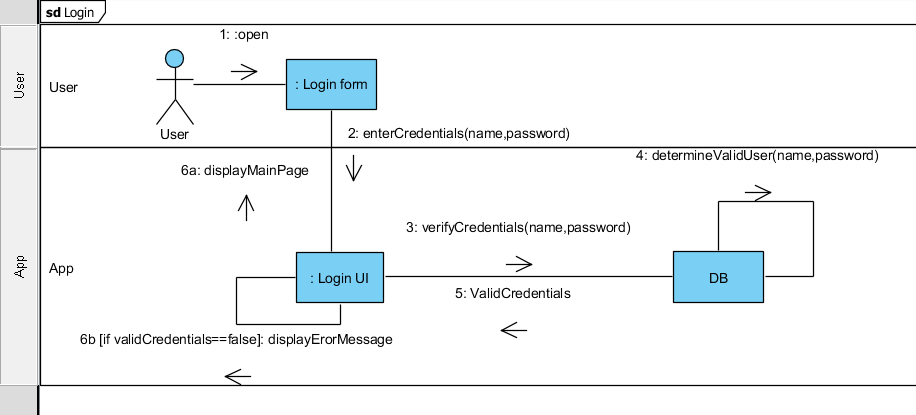 sd Login
User
User
User
1: :open
: Login form
2: enterCredentials(name,password)
App
App
6a: displayMainPage
4: determineValidUser(name,password)
3: verifyCredentials(name,password)
: Login UI
DB
5: ValidCredentials
6b [if validCredentials==false]: displayErorMessage